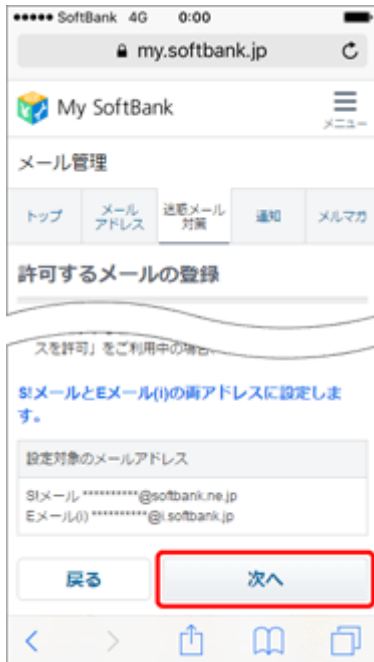 SoftBank 4G 0:00
my.softbank.jp
My SoftBank
メニュー
メール管理
トップ
メール
アドレス
迷惑メール
対策
通知
メルマガ
許可するメールの登録
スを許可」をご利用中の場合、
S!メールとEメール(i)の両アドレスに設定しま
す。
設定対象のメールアドレス
S!メール **********@softbank.ne.jp
Eメール(i) **********@i.softbank.jp
戻る
次へ